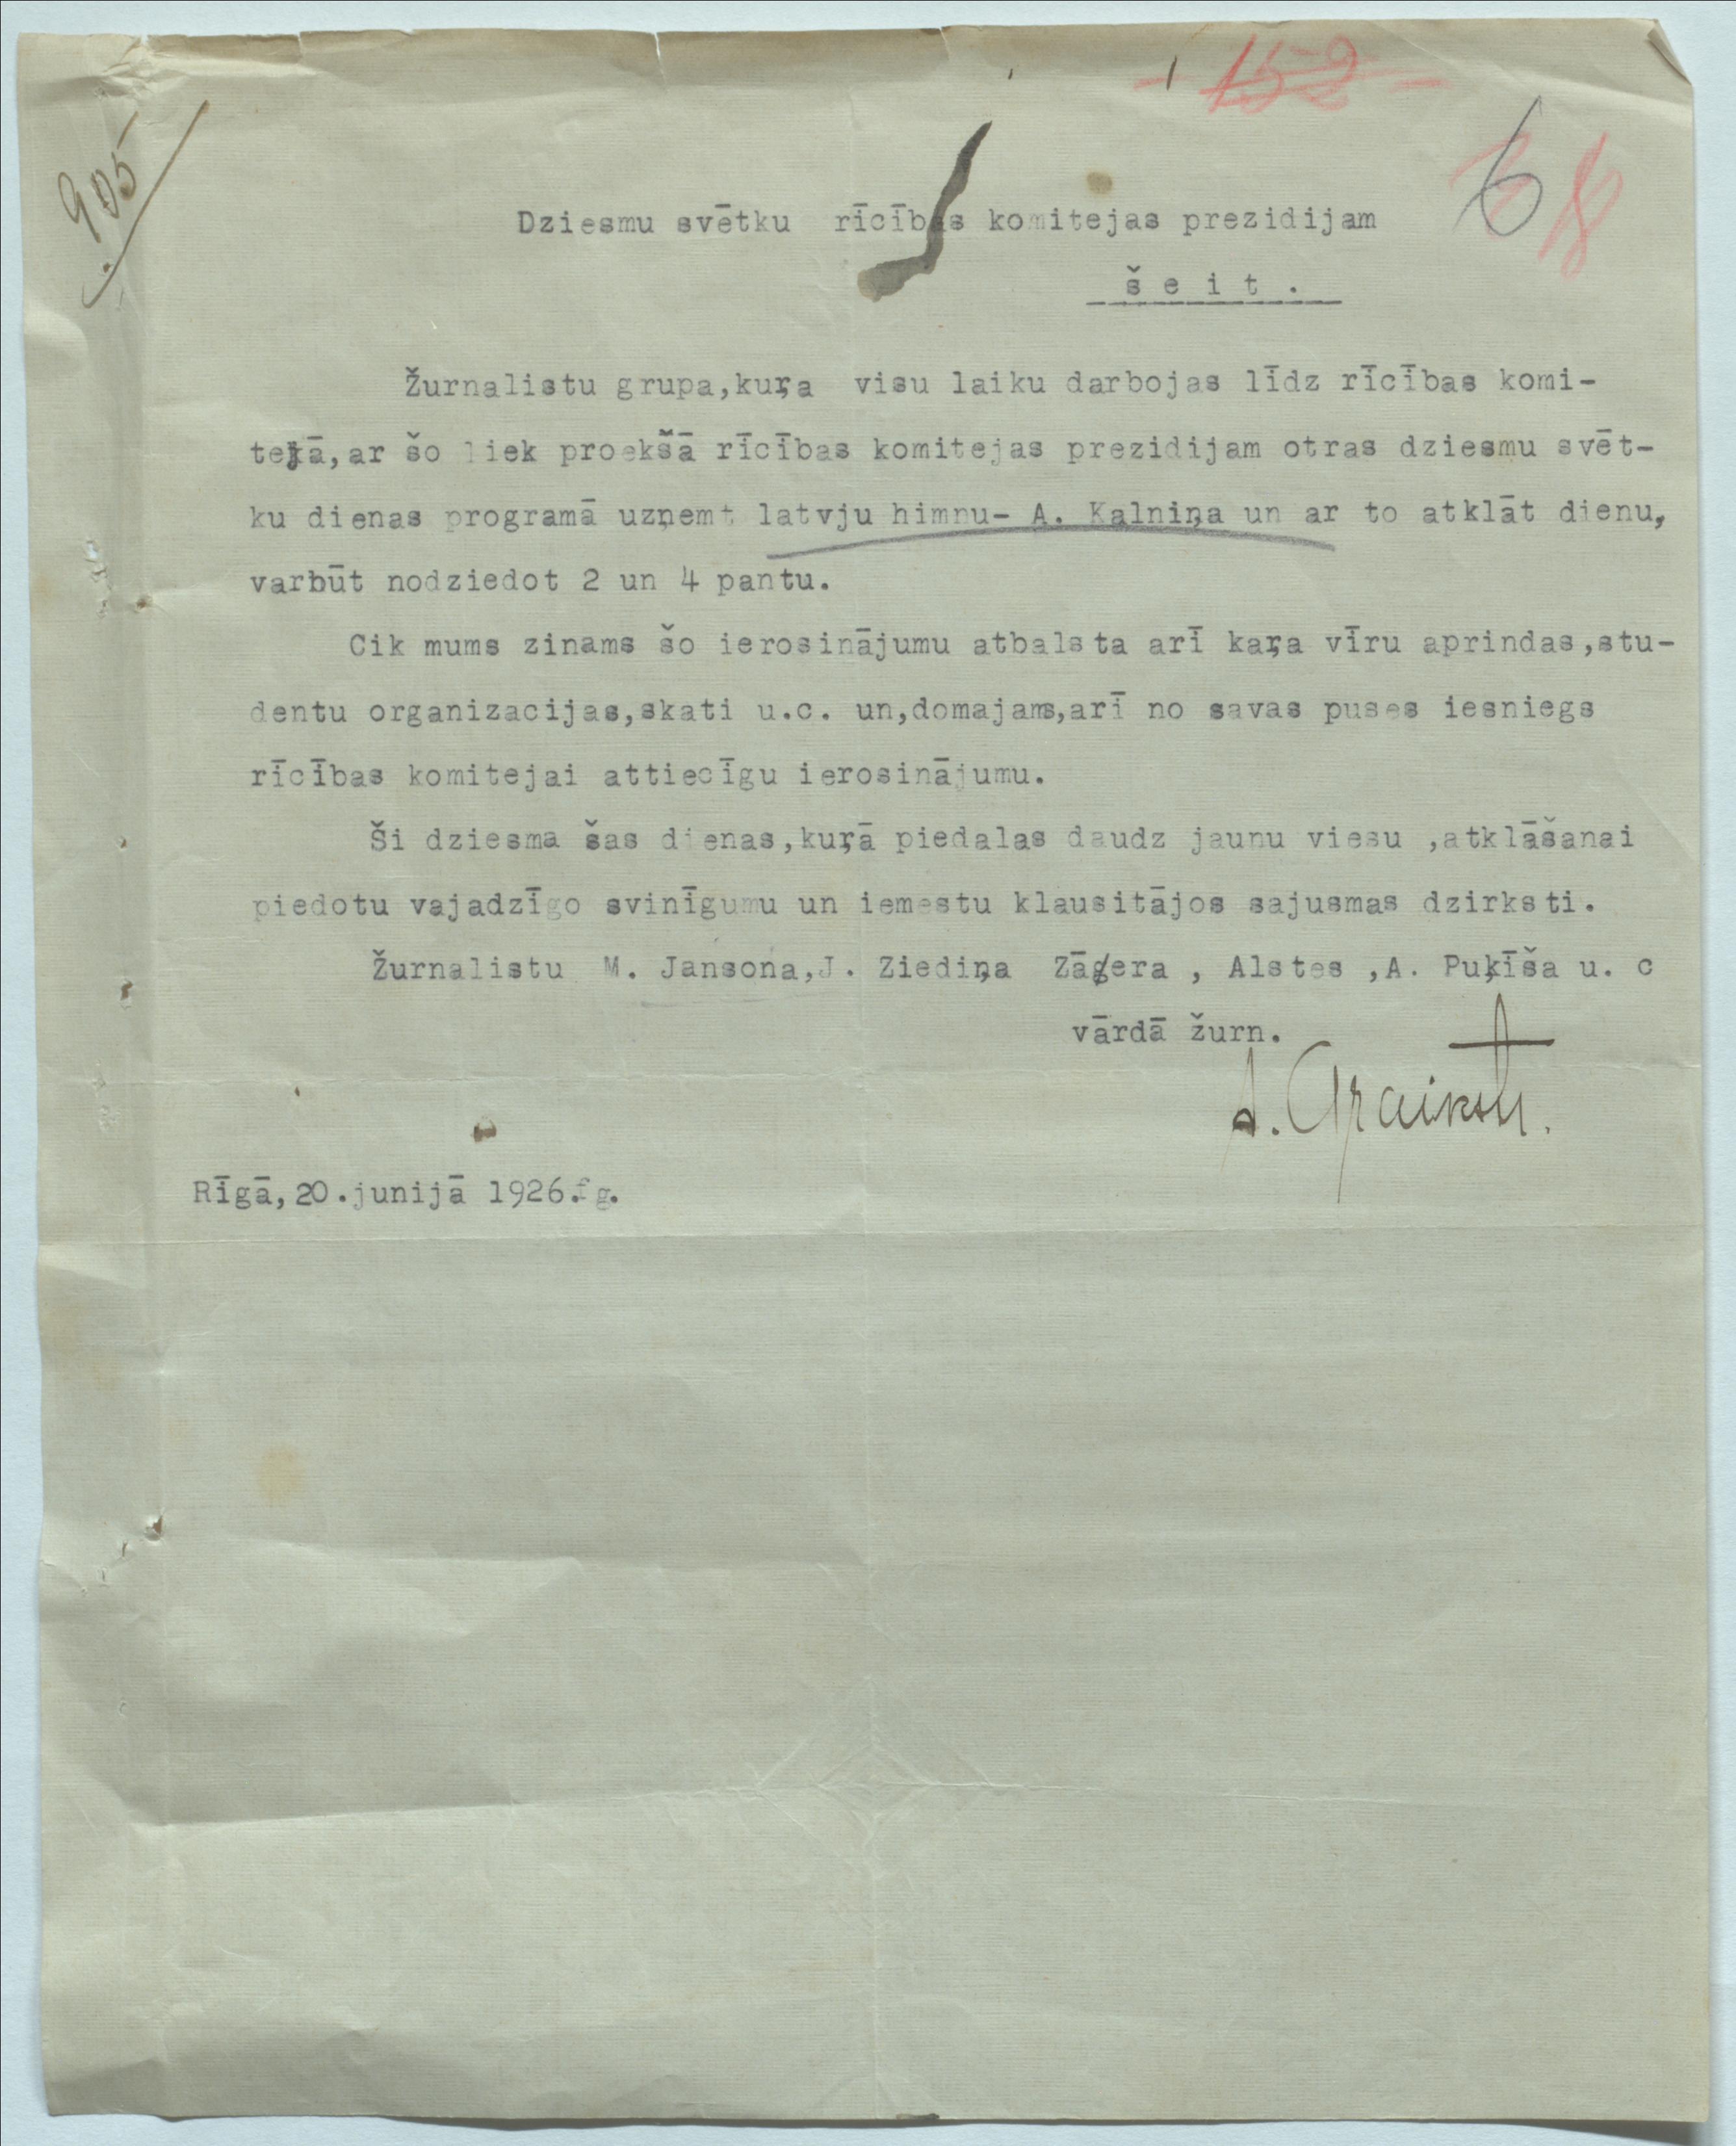 152
905
6
8
Dziesmu svētku rīcības komitejas prezidijam
šeit.
Žurnalistu grupa,kuŗa visu laiku darbojas līdz rīcības komi-
tejā,ar šo liek proekšā rīcības komitejas prezidijam otras dziesmu svēt-
ku dienas programā uzņemt latvju himnu- A. Kalniņa un ar to atklāt dienu,
varbūt nodziedot 2 un 4 pantu.
Cik mums zinams šo ierosinājumu atbalsta arī kaŗa vīru aprindas,stu-
dentu organizacijas,skati u.c. un,domajams,arī no savas puses iesniegs
rīcības komitejai attiecīgu ierosinājumu.
Ši dziesma šas dienas,kuŗā piedalas daudz jaunu viesu ,atklāšanai
piedotu vajadzīgo svinīgumu un iemestu klausitājos sajusmas dzirksti.
Žurnalistu M. Jansona,J. Ziediņa Zāģera , Alstes ,A. Puķīša u. c
vārdā žurn.
Rīgā,20.junijā 1926.g.